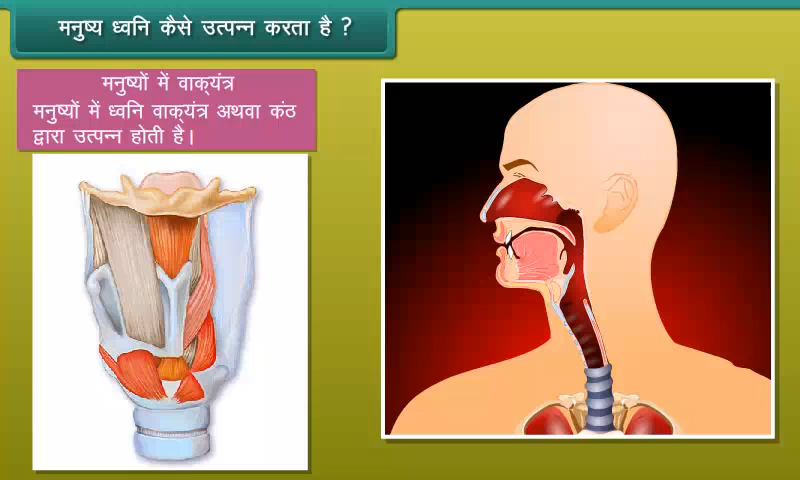 मनुष्य ध्वनि कैसे उत्पन्न करता है ?
मनुष्यों में वाक्‌यंत्र
मनुष्यों में ध्वनि वाक्‌यंत्र अथवा कंठ
द्वारा उत्पन्न होती है।